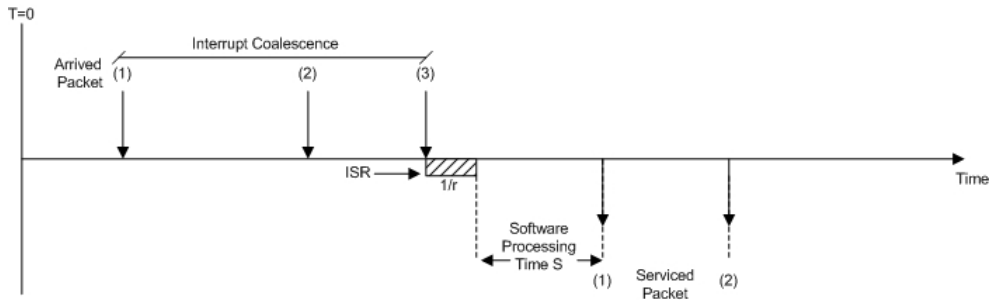 T=0
Interrupt Coalescence
Arrived
Packet
(1)
(2)
(3)
ISR
1/r
Time
Software
Processing
Time S
(1)
Serviced
Packet
(2)